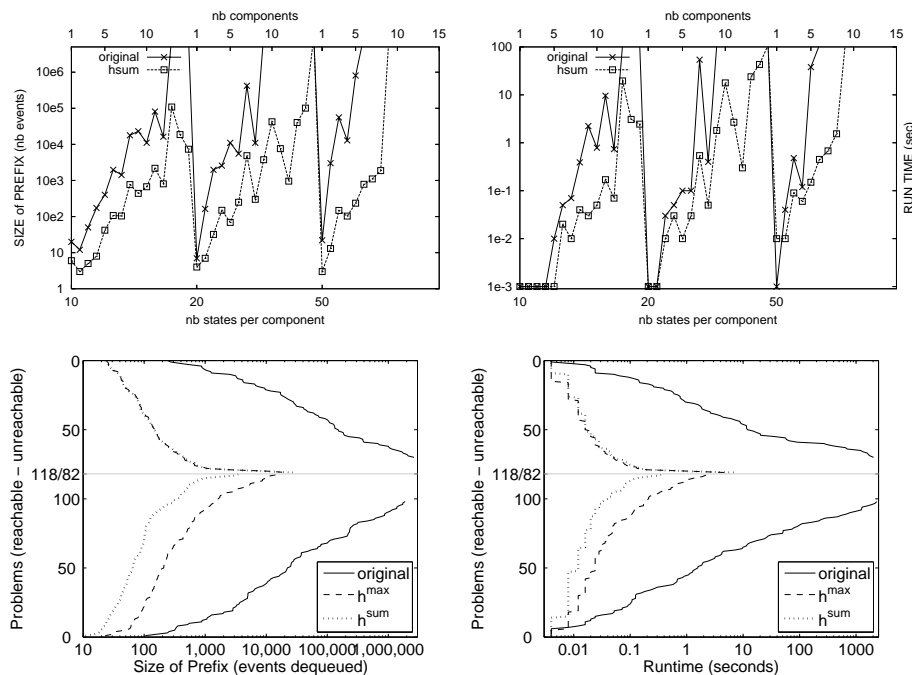 nb components
1 5 10 1 5 10 1 5 10 15
original
hsum
10e6
10e5
10e4
10e3
10e2
10
1
SIZE of PREFIX (nb events)
10 20 50
nb states per component
nb components
1 5 10 1 5 10 1 5 10 15
original
hsum
100
10
1
1e-1
1e-2
1e-3
RUN TIME (sec)
10 20 50
nb states per component
0
50
118/82
100
50
0
Problems (reachable − unreachable)
original
h^max
h^sum
10 100 1,000 10,000 100,000 1,000,000
Size of Prefix (events dequeued)
0
50
118/82
100
50
0
Problems (reachable − unreachable)
original
h^max
h^sum
0.01 0.1 1 10 100 1000
Runtime (seconds)